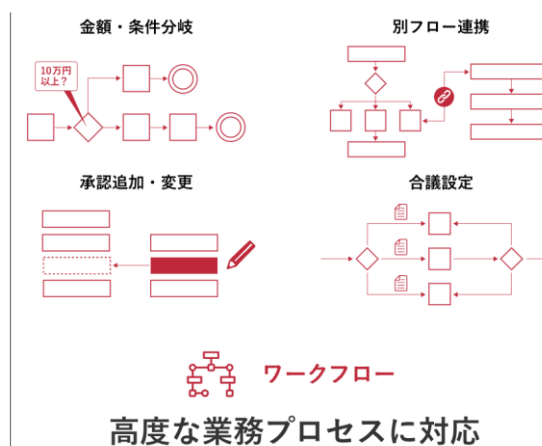 金額・条件分岐
別フロー連携
10万円
以上？
承認追加・変更
合議設定
ワークフロー
高度な業務プロセスに対応